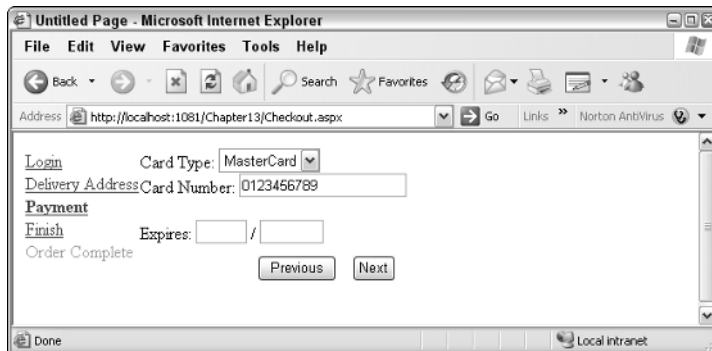 Untitled Page - Microsoft Internet Explorer
File Edit View Favorites Tools Help
Back Search Favorites
Address http://localhost:1081/Chapter13/Checkout.aspx Go Links » Norton AntiVirus
Login
Delivery Address
Payment
Finish
Order Complete
Card Type: MasterCard
Card Number: 0123456789
Expires: /
Previous Next
Done Local intranet